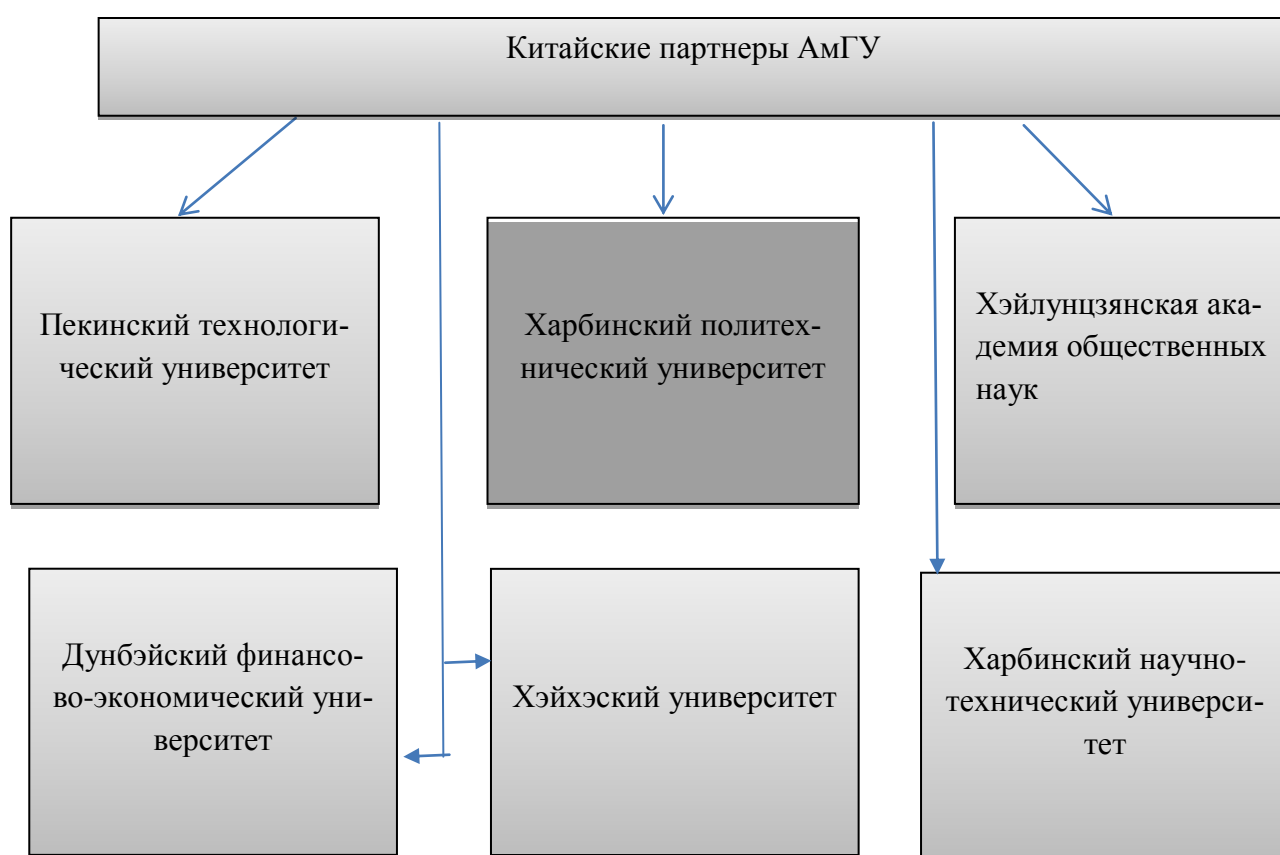 Китайские партнеры АмГУ
Пекинский технологи-
ческий университет
Харбинский политех-
нический университет
Хэйлунцзянская ака-
демия общественных
наук
Дунбэйский финансо-
во-экономический уни-
верситет
Хэйхэский университет
Харбинский научно-
технический универси-
тет